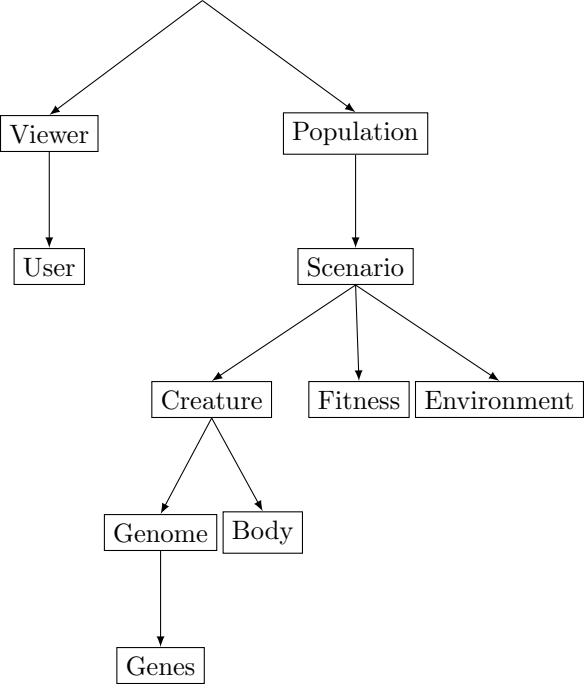 Viewer
Population
User
Scenario
Creature
Fitness
Environment
Genome
Body
Genes